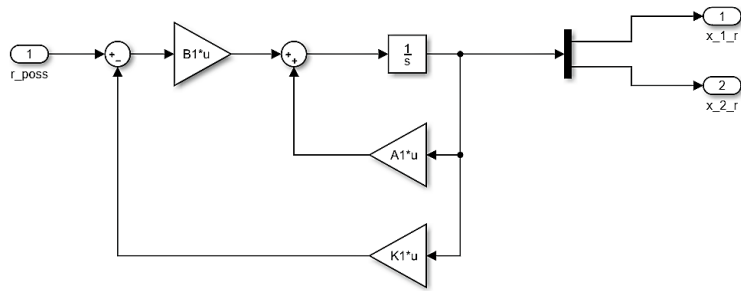 1
r_poss
+
−
B1*u
+
+
1
s
1
x_1_r
2
x_2_r
A1*u
K1*u